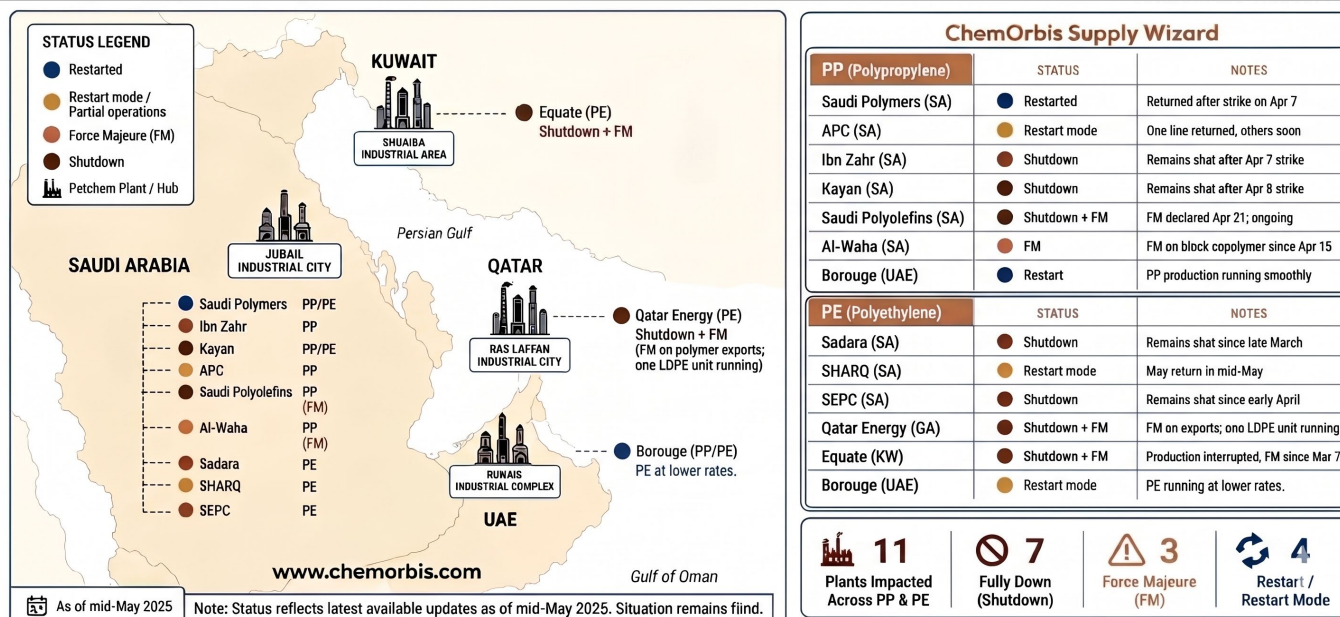 STATUS LEGEND
Restarted
Restart mode /
Partial operations
Force Majeure (FM)
Shutdown
Petchem Plant / Hub
KUWAIT
SHUAIBA
INDUSTRIAL AREA
Equate (PE)
Shutdown + FM
JUBAIL
INDUSTRIAL CITY
SAUDI ARABIA
Persian Gulf
Saudi Polymers PP/PE
Ibn Zahr PP
Kayan PP/PE
APC PP
Saudi Polyolefins PP
(FM)
Al-Waha PP
(FM)
Sadara PE
SHARQ PE
SEPC PE
QATAR
RAS LAFFAN
INDUSTRIAL CITY
Qatar Energy (PE)
Shutdown + FM
(FM on polymer exports;
one LDPE unit running)
RUNAIS
INDUSTRIAL COMPLEX
UAE
Borouge (PP/PE)
PE at lower rates.
www.chemorbis.com
Gulf of Oman
As of mid-May 2025
Note: Status reflects latest available updates as of mid-May 2025. Situation remains fiind.
ChemOrbis Supply Wizard
PP (Polypropylene) STATUS NOTES
Saudi Polymers (SA) Restarted Returned after strike on Apr 7
APC (SA) Restart mode One line returned, others soon
Ibn Zahr (SA) Shutdown Remains shat after Apr 7 strike
Kayan (SA) Shutdown Remains shat after Apr 8 strike
Saudi Polyolefins (SA) Shutdown + FM FM declared Apr 21; ongoing
Al-Waha (SA) FM FM on block copolymer since Apr 15
Borouge (UAE) Restart PP production running smoothly
PE (Polyethylene) STATUS NOTES
Sadara (SA) Shutdown Remains shat since late March
SHARQ (SA) Restart mode May return in mid-May
SEPC (SA) Shutdown Remains shat since early April
Qatar Energy (GA) Shutdown + FM FM on exports; ono LDPE unit running
Equate (KW) Shutdown + FM Production interrupted, FM since Mar 7
Borouge (UAE) Restart mode PE running at lower rates.
11
Plants Impacted
Across PP & PE
7
Fully Down
(Shutdown)
3
Force Majeure
(FM)
4
Restart /
Restart Mode